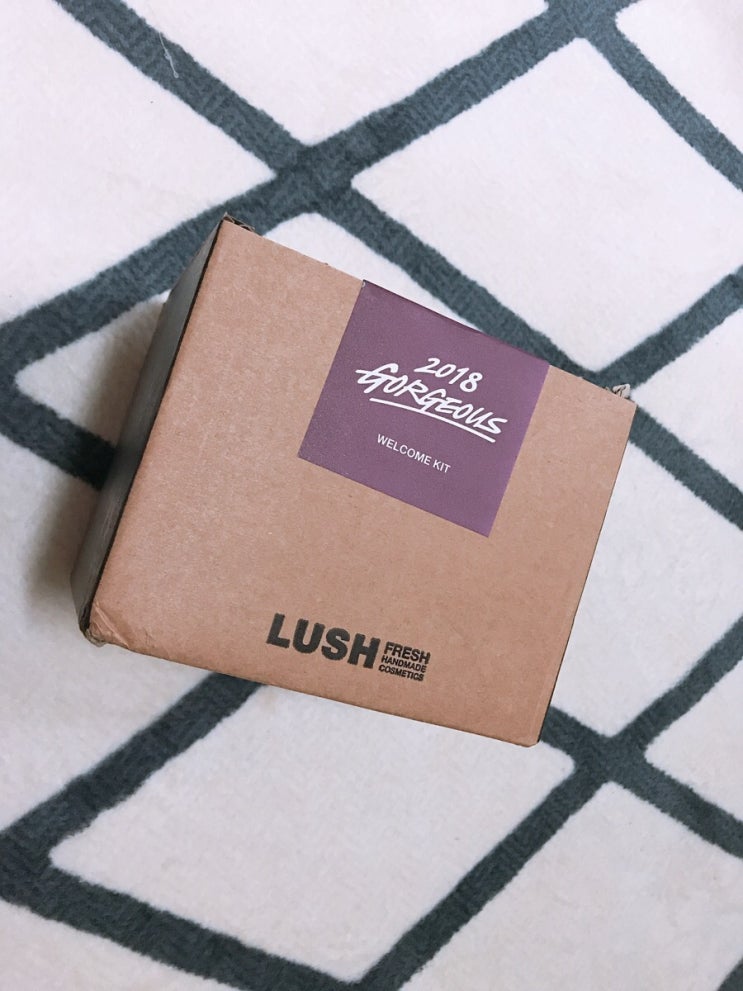 2018
GORGEOUS
WELCOME KIT
LUSH
FRESH
HANDMADE
COSMETICS